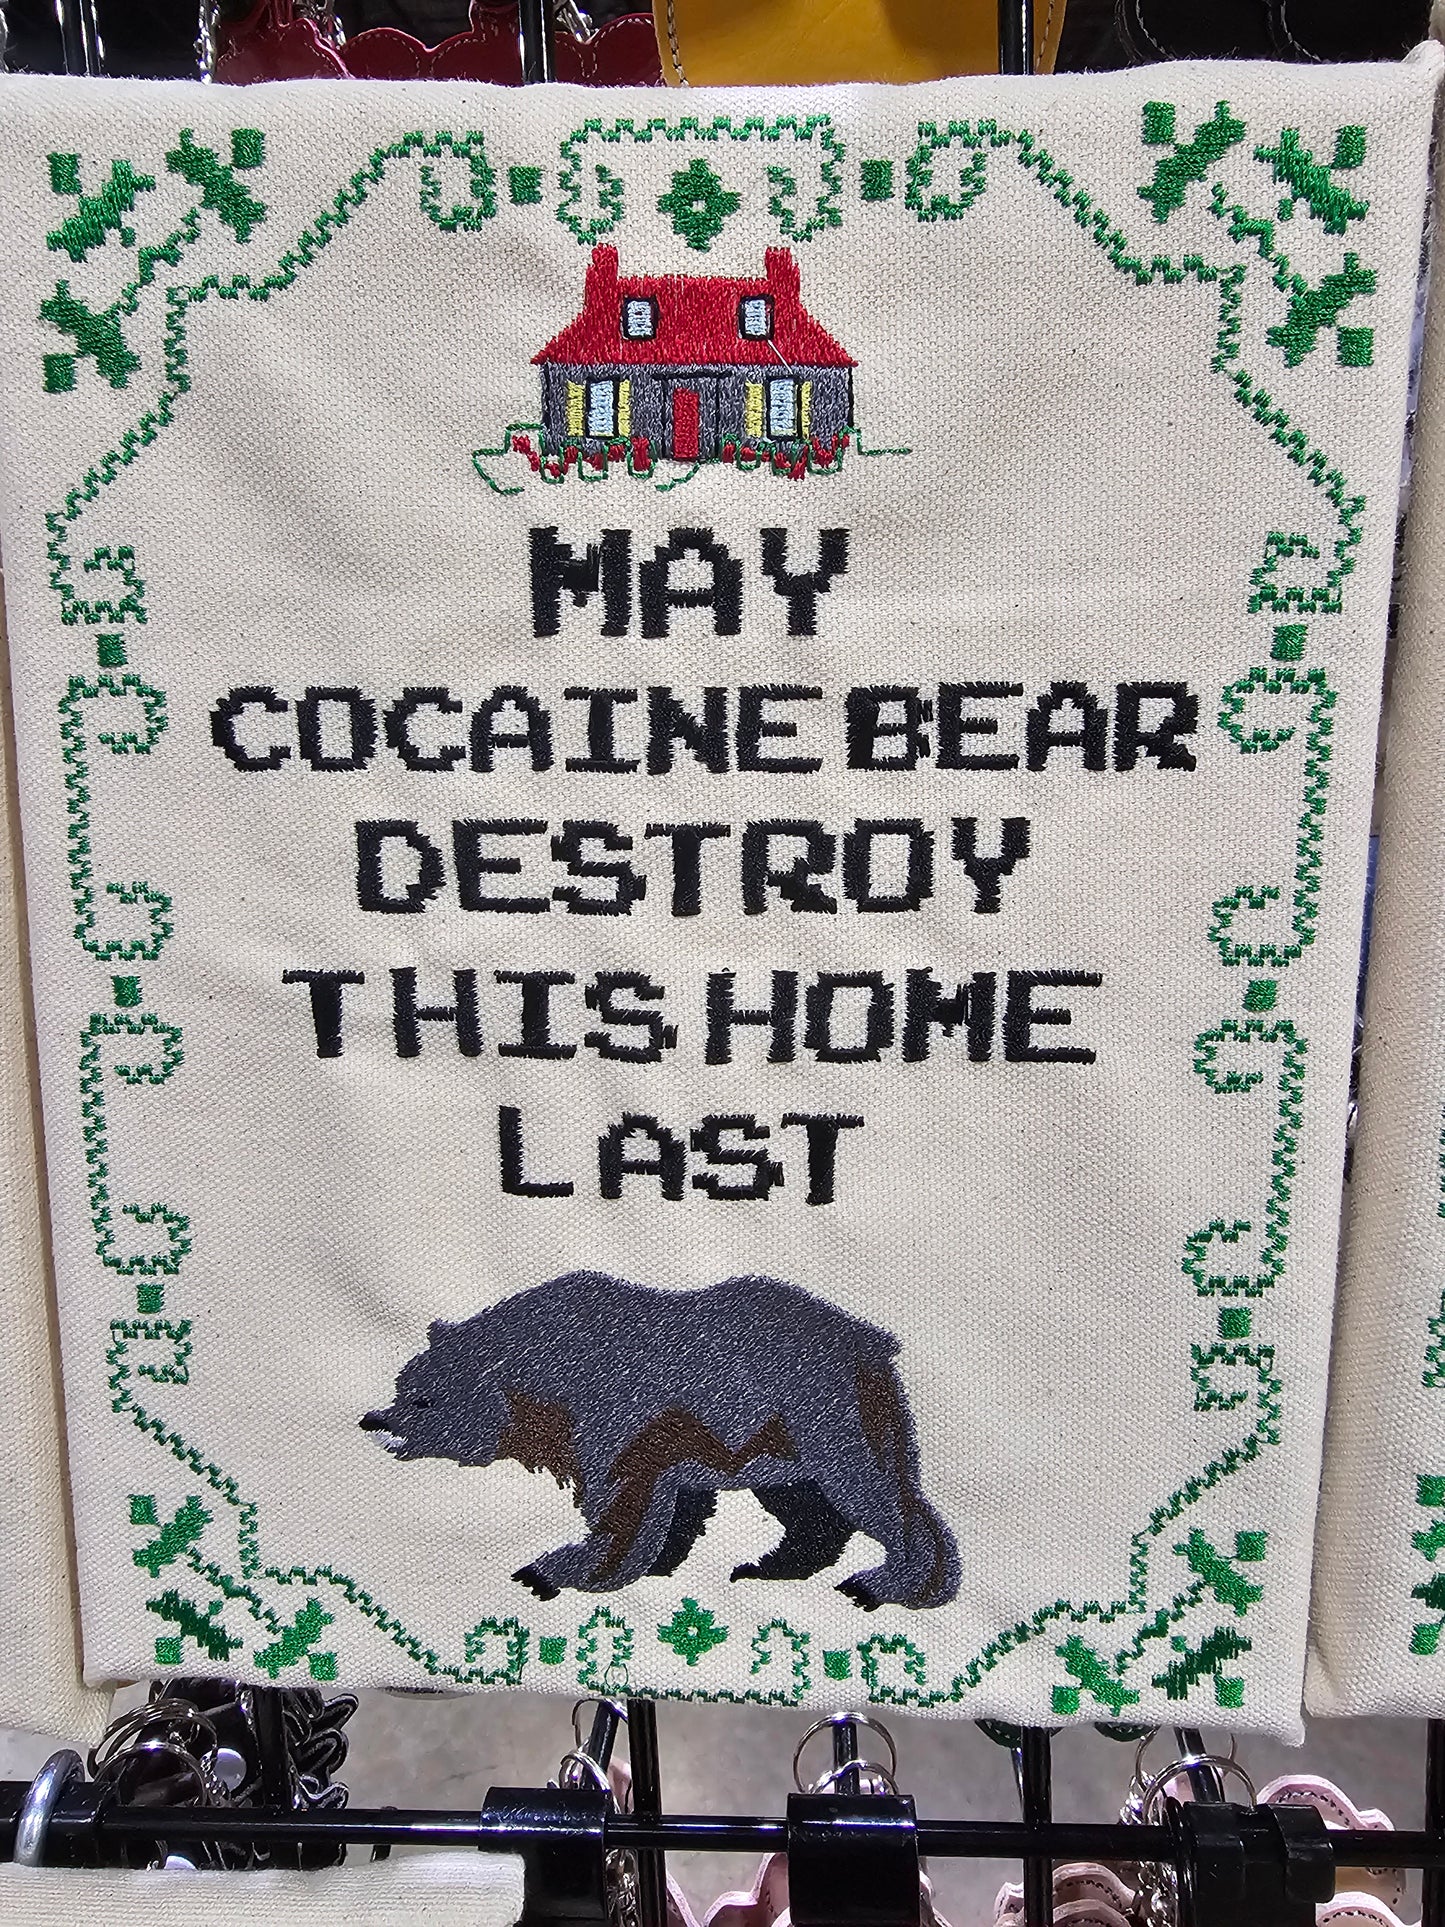 MAY
COCAINE BEAR
DESTROY
THIS HOME
LAST